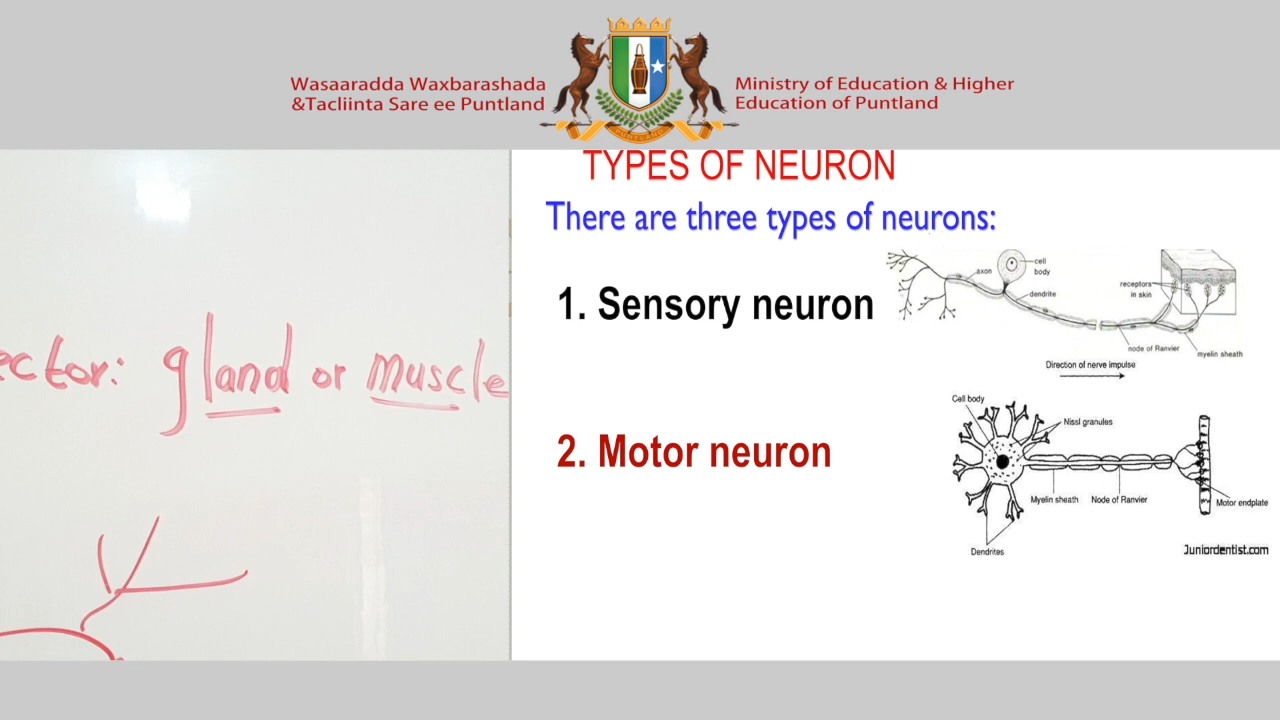 Wasaaradda Waxbarashada
&Tacliinta Sare ee Puntland
PUNTLAND
Ministry of Education & Higher
Education of Puntland
ector: gland or muscle
TYPES OF NEURON
There are three types of neurons:
1. Sensory neuron
axon
cell
body
dendrite
receptors
in skin
node of Ranvier
myelin sheath
Direction of nerve impulse
2. Motor neuron
Cell body
Nissl granules
Myelin sheath
Node of Ranvier
Motor endplate
Dendrites
Juniordentist.com